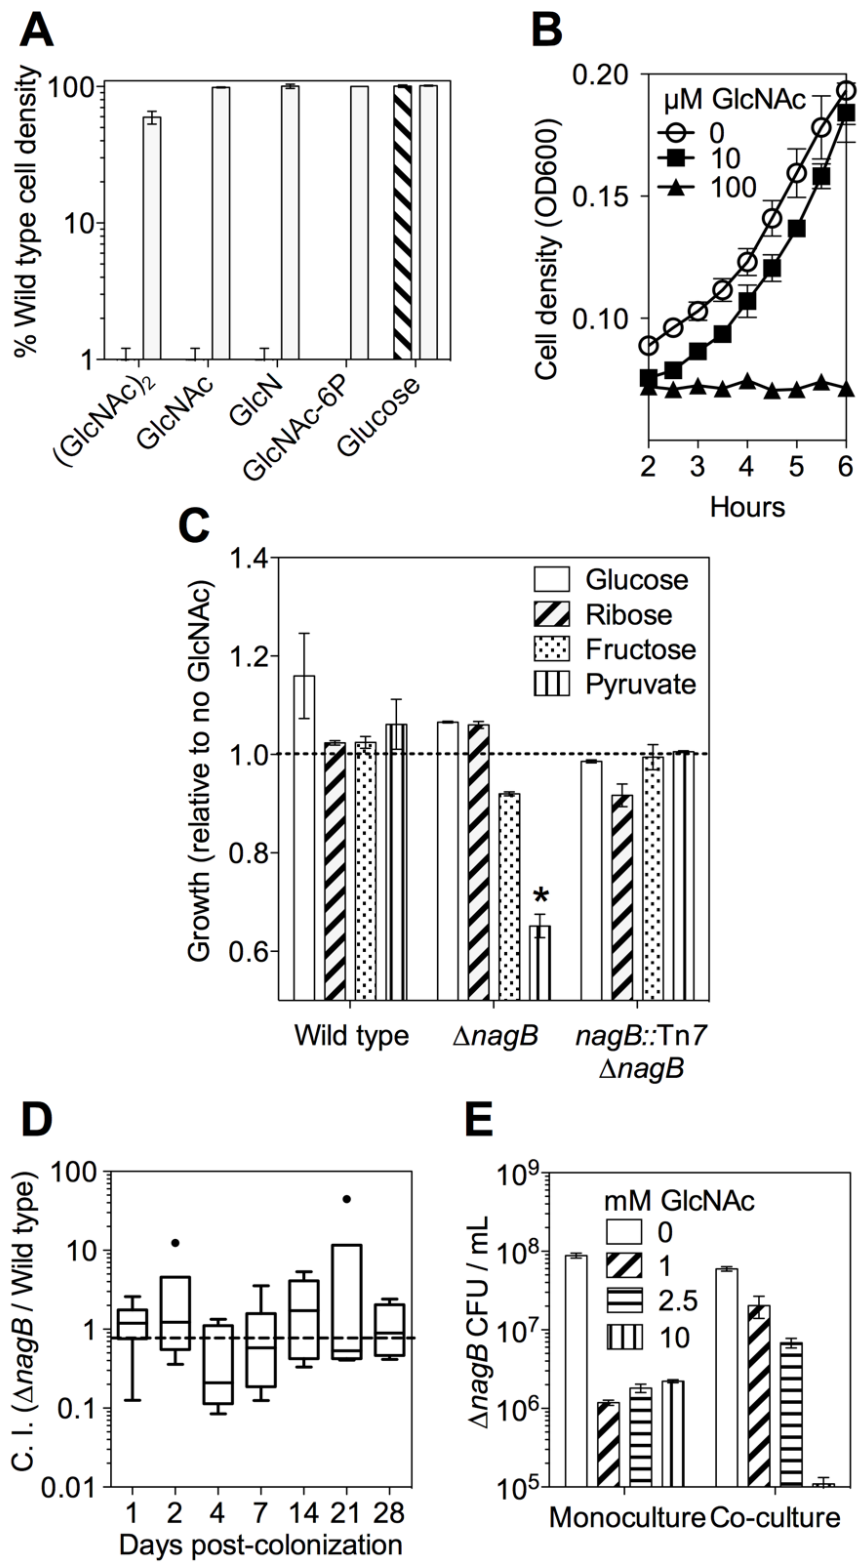 A
% Wild type cell density
100
10
1
(GlcNAc)2
GlcNAc
GlcN
GlcNAc-6P
Glucose
B
Cell density (OD600)
0.20
0.15
0.10
µM GlcNAc
0
10
100
2 3 4 5 6
Hours
C
Growth (relative to no GlcNAc)
1.4
1.2
1.0
0.8
0.6
Glucose
Ribose
Fructose
Pyruvate
*
Wild type
ΔnagB
nagB::Tn7
ΔnagB
D
C. I. (ΔnagB / Wild type)
100
10
1
0.1
0.01
1 2 4 7 14 21 28
Days post-colonization
E
ΔnagB CFU / mL
10⁹
10⁸
10⁷
10⁶
10⁵
mM GlcNAc
0
1
2.5
10
Monoculture Co-culture